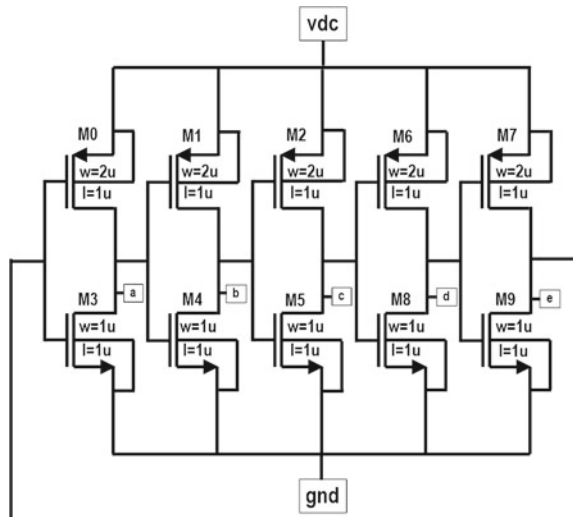 vdc
M0
w=2u
l=1u
M1
w=2u
l=1u
M2
w=2u
l=1u
M6
w=2u
l=1u
M7
w=2u
l=1u
a
b
c
d
e
M3
w=1u
l=1u
M4
w=1u
l=1u
M5
w=1u
l=1u
M8
w=1u
l=1u
M9
w=1u
l=1u
gnd